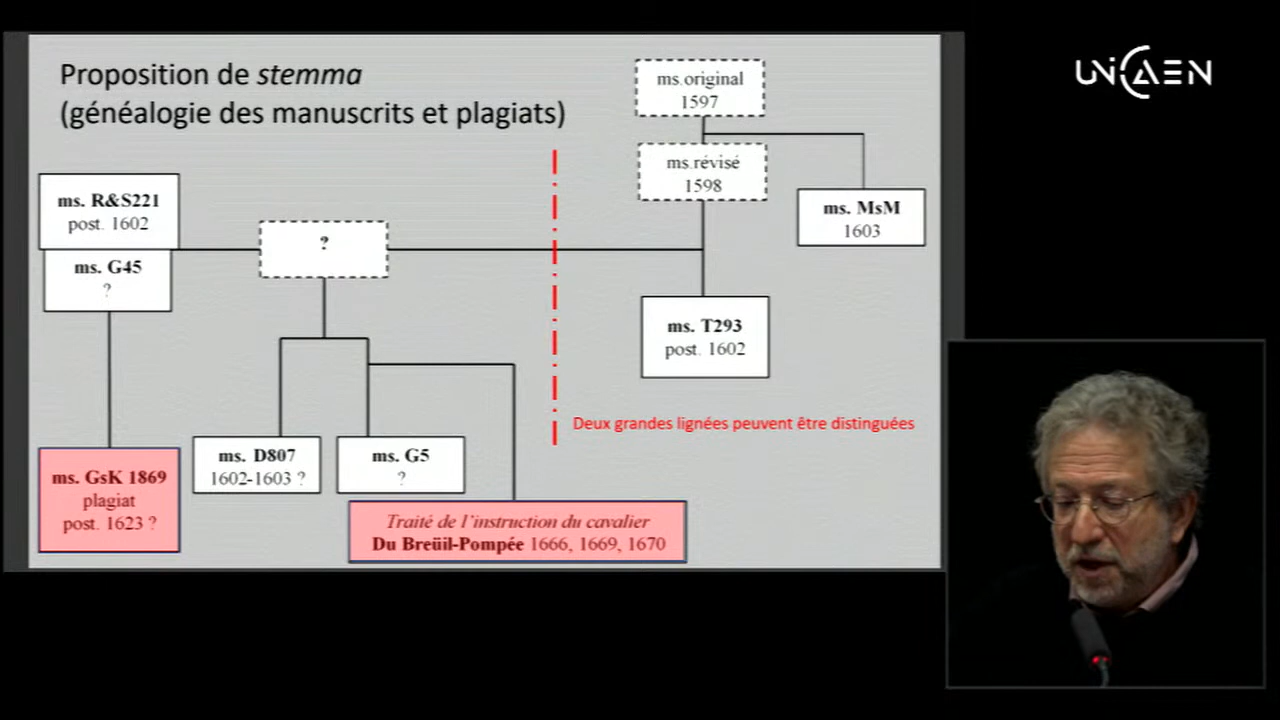 UNICAEN
Proposition de stemma
(généalogie des manuscrits et plagiats)
ms.original
1597
ms.révisé
1598
ms. MsM
1603
ms. R&S221
post. 1602
ms. G45
?
?
ms. T293
post. 1602
Deux grandes lignées peuvent être distinguées
ms. GsK 1869
plagiat
post. 1623 ?
ms. D807
1602-1603 ?
ms. G5
?
Traité de l'instruction du cavalier
Du Breüil-Pompée 1666, 1669, 1670